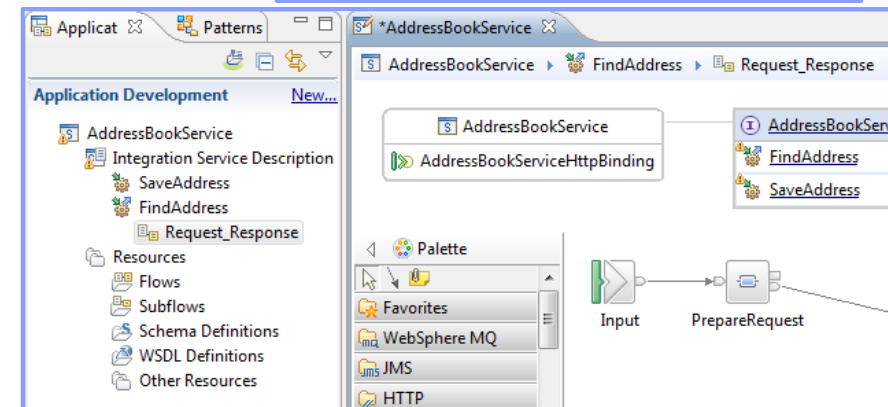 Applicat
Patterns
Application Development
New...
AddressBookService
Integration Service Description
SaveAddress
FindAddress
Request_Response
Resources
Flows
Subflows
Schema Definitions
WSDL Definitions
Other Resources
*AddressBookService
AddressBookService
FindAddress
Request_Response
AddressBookService
AddressBookServiceHttpBinding
AddressBookSer
FindAddress
SaveAddress
Palette
Favorites
WebSphere MQ
JMS
HTTP
Input
PrepareRequest